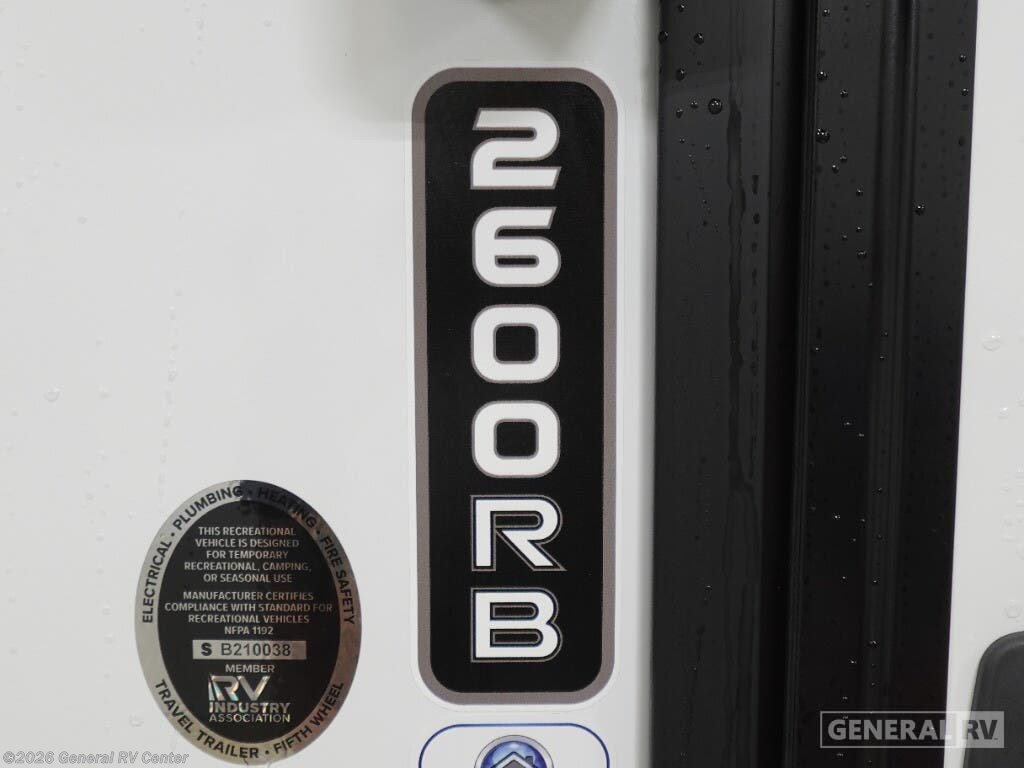 2600RB
ELECTRICAL • PLUMBING • HEATING • FIRE SAFETY
THIS RECREATIONAL
VEHICLE IS DESIGNED
FOR TEMPORARY
RECREATIONAL, CAMPING,
OR SEASONAL USE
MANUFACTURER CERTIFIES
COMPLIANCE WITH STANDARD FOR
RECREATIONAL VEHICLES
NFPA 1192
S B210038
MEMBER
RV
INDUSTRY
ASSOCIATION
TRAVEL TRAILER • FIFTH WHEEL
GENERAL RV
©2026 General RV Center